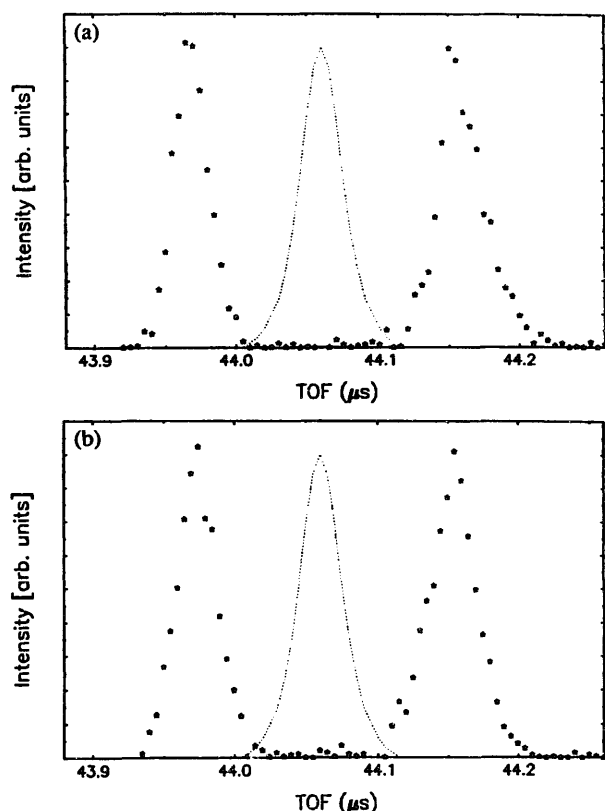 (a)
Intensity [arb. units]
43.9 44.0 44.1 44.2
TOF (μs)
(b)
Intensity [arb. units]
43.9 44.0 44.1 44.2
TOF (μs)